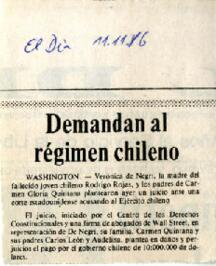 El Día 11.11.86
Demandan al
régimen chileno
WASHINGTON. — Verónica de Negri, la madre del
fallecido joven chileno Rodrigo Rojas, y los padres de Car-
men Gloria Quintana plantearon ayer un juicio ante una
corte estadounidense acusando al Ejército chileno
El juicio, iniciado por el Centro de los Derechos
Constitucionales y una firma de abogados de Wall Street, en
representación de De Negri, su familia, Carmen Quintana y
sus padres Carlos León y Audelina, plantea en daños y per-
juicios el pago por el gobierno chileno de 10:000.000 de dó-
lares.